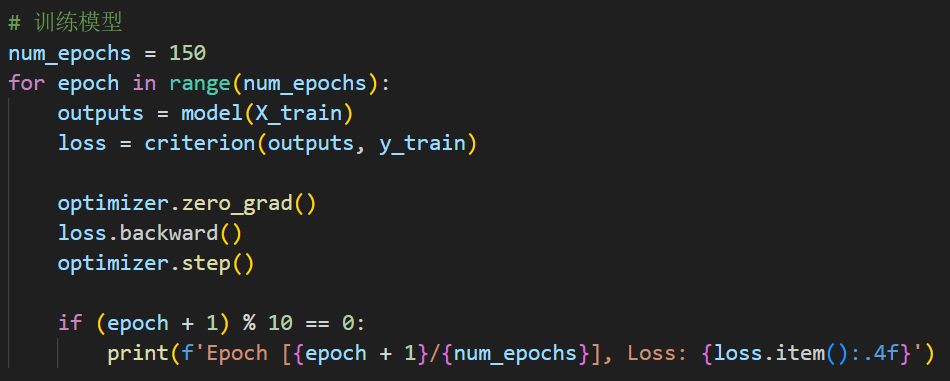 # 训练模型
num_epochs = 150
for epoch in range(num_epochs):
    outputs = model(X_train)
    loss = criterion(outputs, y_train)

    optimizer.zero_grad()
    loss.backward()
    optimizer.step()

    if (epoch + 1) % 10 == 0:
        print(f'Epoch [{epoch + 1}/{num_epochs}], Loss: {loss.item():.4f}')